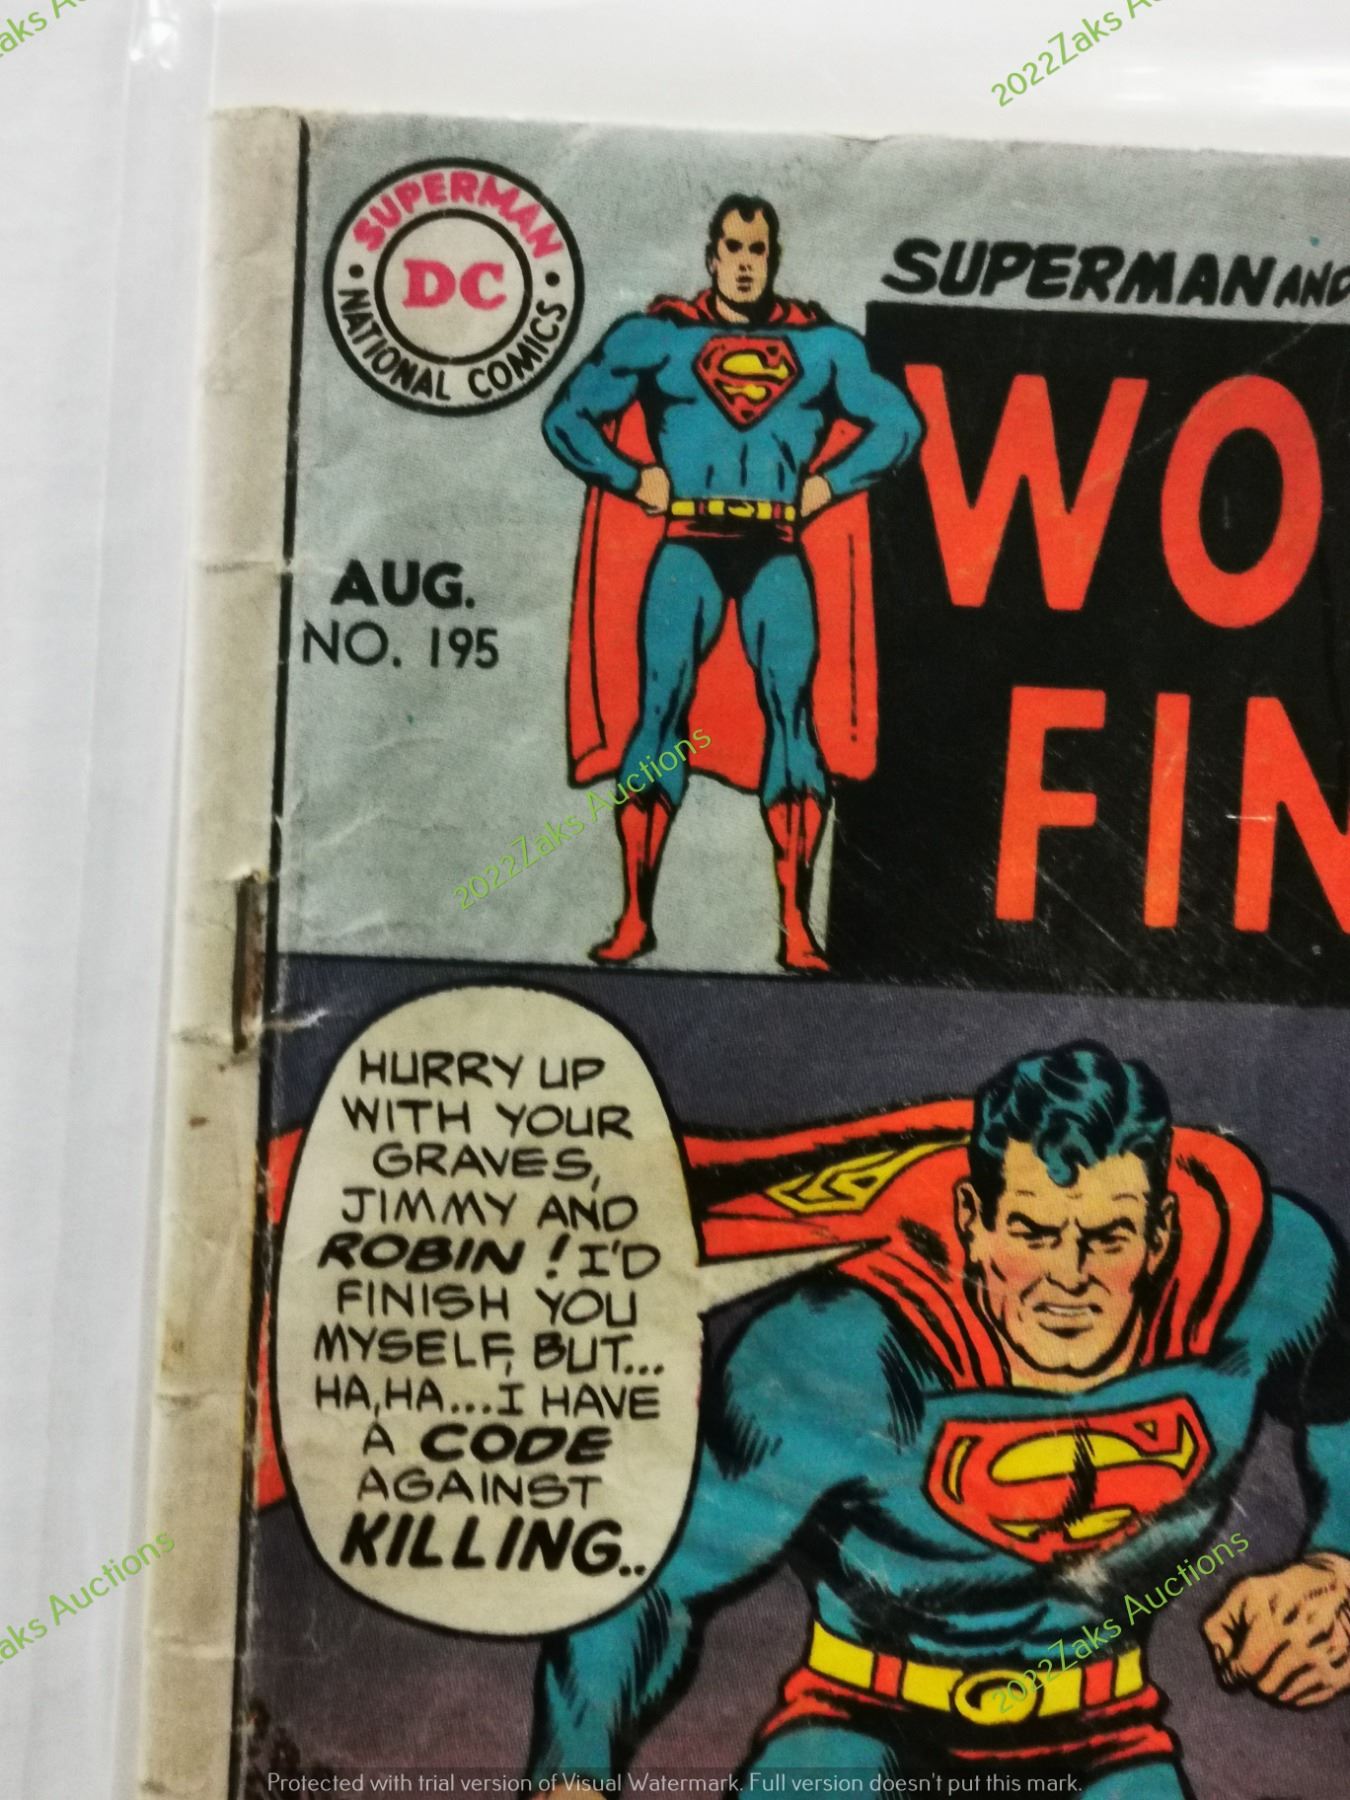 2022Zaks A
aks A
SUPERMAN
DC
NATIONAL COMICS
SUPERMAN AND
WO
FIN
AUG.
NO. 195
2022Zaks Auctions
HURRY UP
WITH YOUR
GRAVES,
JIMMY AND
ROBIN! I'D
FINISH YOU
MYSELF, BUT...
HA,HA...I HAVE
A CODE
AGAINST
KILLING..
S
aks Auctions
2022Zaks Auctions
Protected with trial version of Visual Watermark. Full version doesn't put this mark.